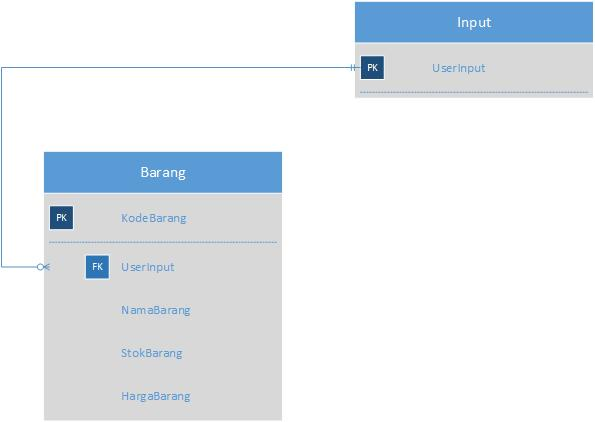 Input
PK UserInput
Barang
PK KodeBarang
FK UserInput
NamaBarang
StokBarang
HargaBarang